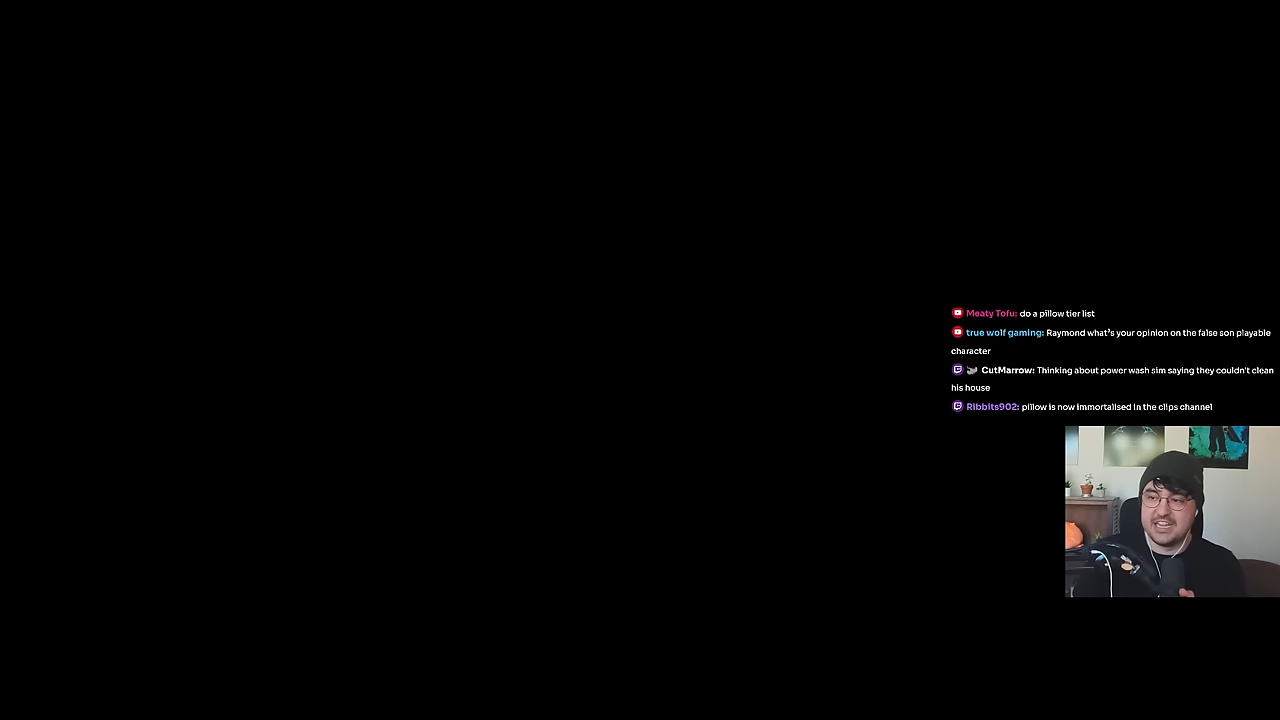 Meaty Tofu: do a pillow tier list
true wolf gaming: Raymond what's your opinion on the false son playable
character
CutMarrow: Thinking about power wash sim saying they couldn't clean
his house
Ribbits902: pillow is now immortalised in the clips channel